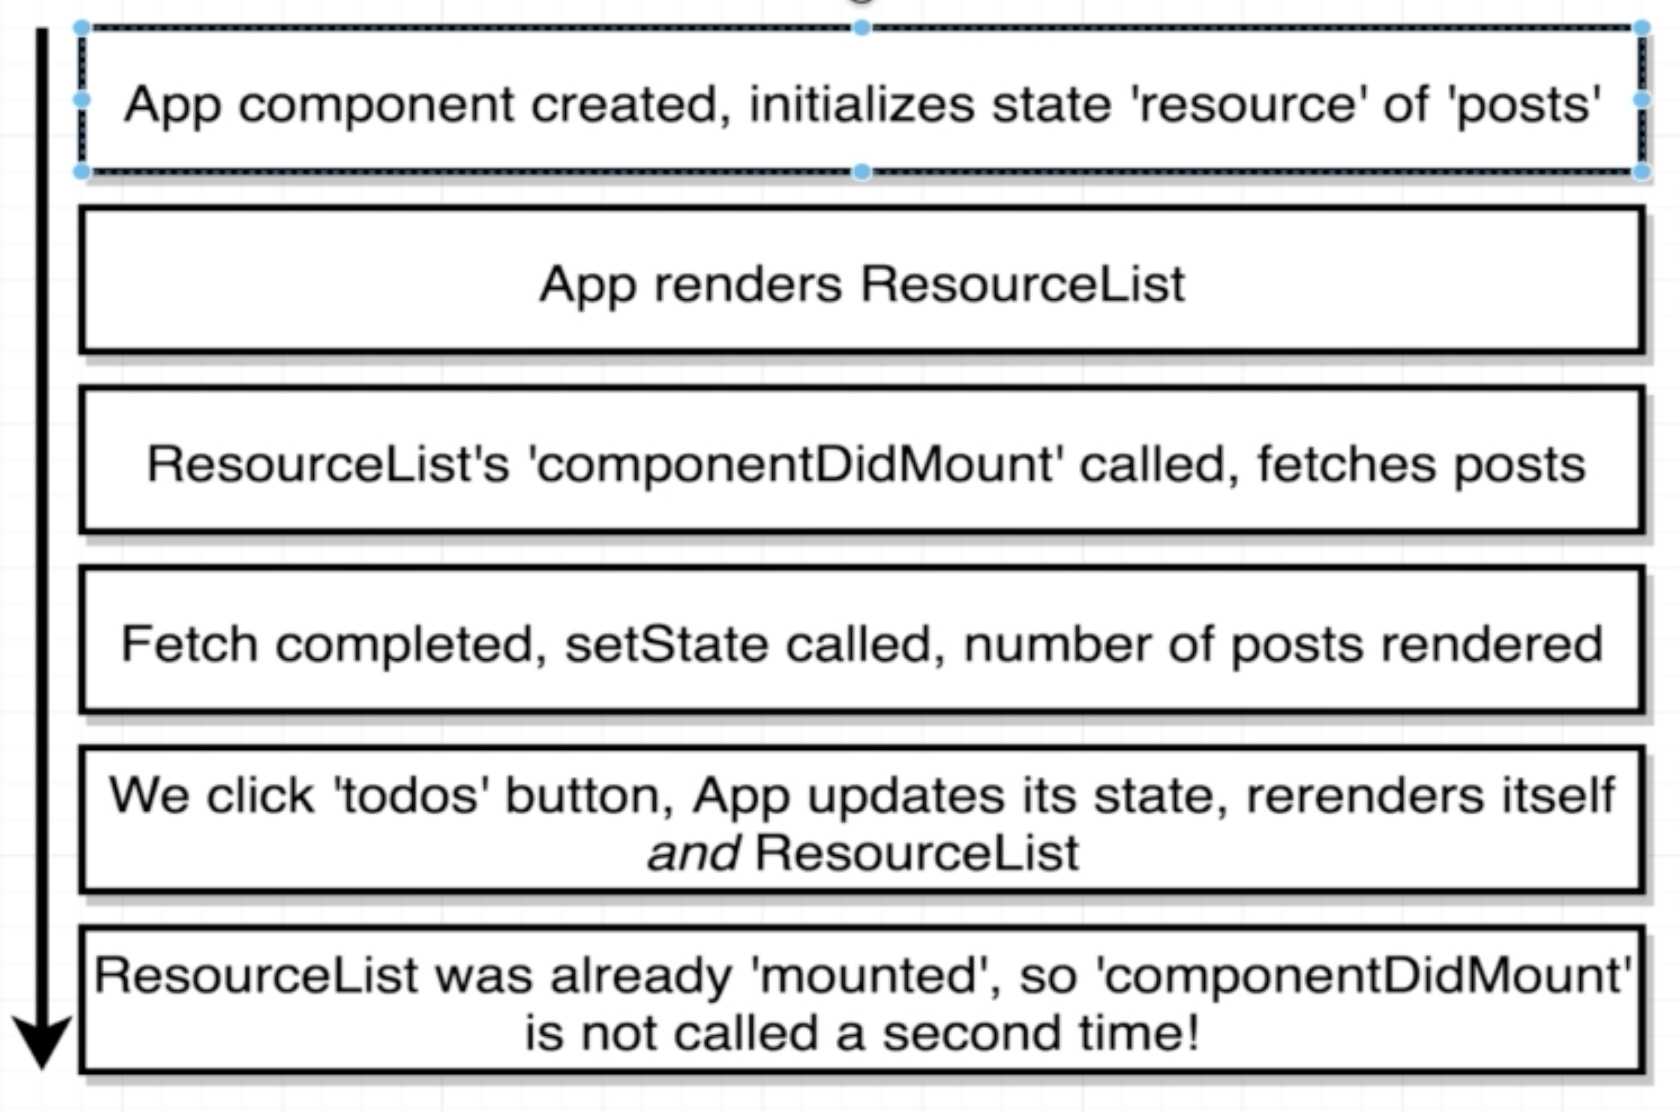 App component created, initializes state 'resource' of 'posts'
App renders ResourceList
ResourceList's 'componentDidMount' called, fetches posts
Fetch completed, setState called, number of posts rendered
We click 'todos' button, App updates its state, rerenders itself
and ResourceList
ResourceList was already 'mounted', so 'componentDidMount'
is not called a second time!